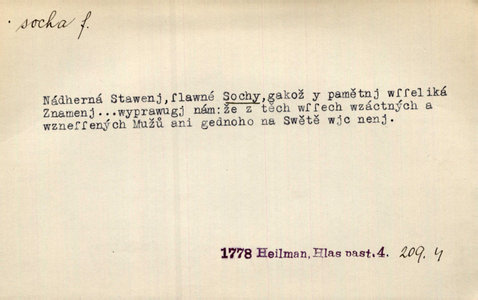 socha f.
Nádherná Stawenj,ſlawné Sochy,gakož y pamětnj wſſeliká
Znamenj...wyprawugj nám:že z těch wſſech wzáctných a
wzneſſených Mužů ani gednoho na Swětě wjc nenj.
1778 Heilman,Hlas past.4. 209.